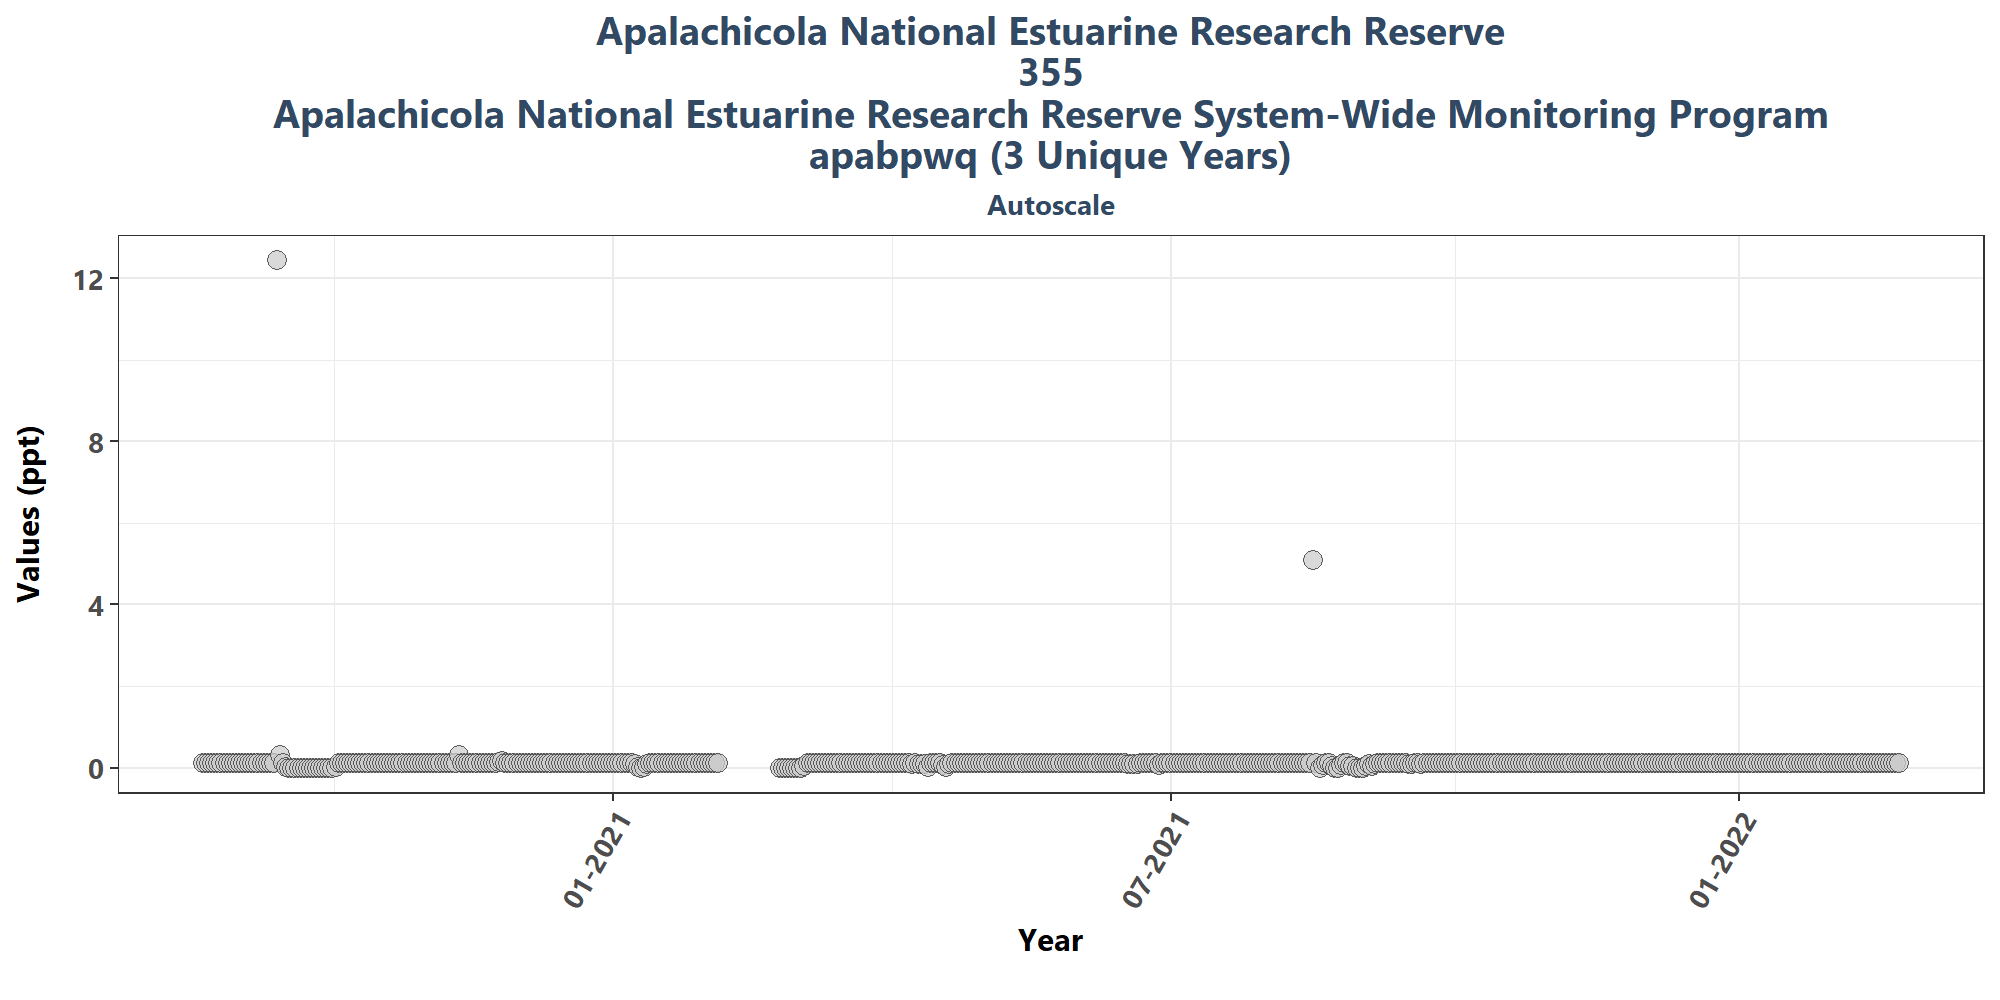 Apalachicola National Estuarine Research Reserve
355
Apalachicola National Estuarine Research Reserve System-Wide Monitoring Program
apabpwq (3 Unique Years)
Autoscale
12
8
4
0
Values (ppt)
01-2021
07-2021
01-2022
Year